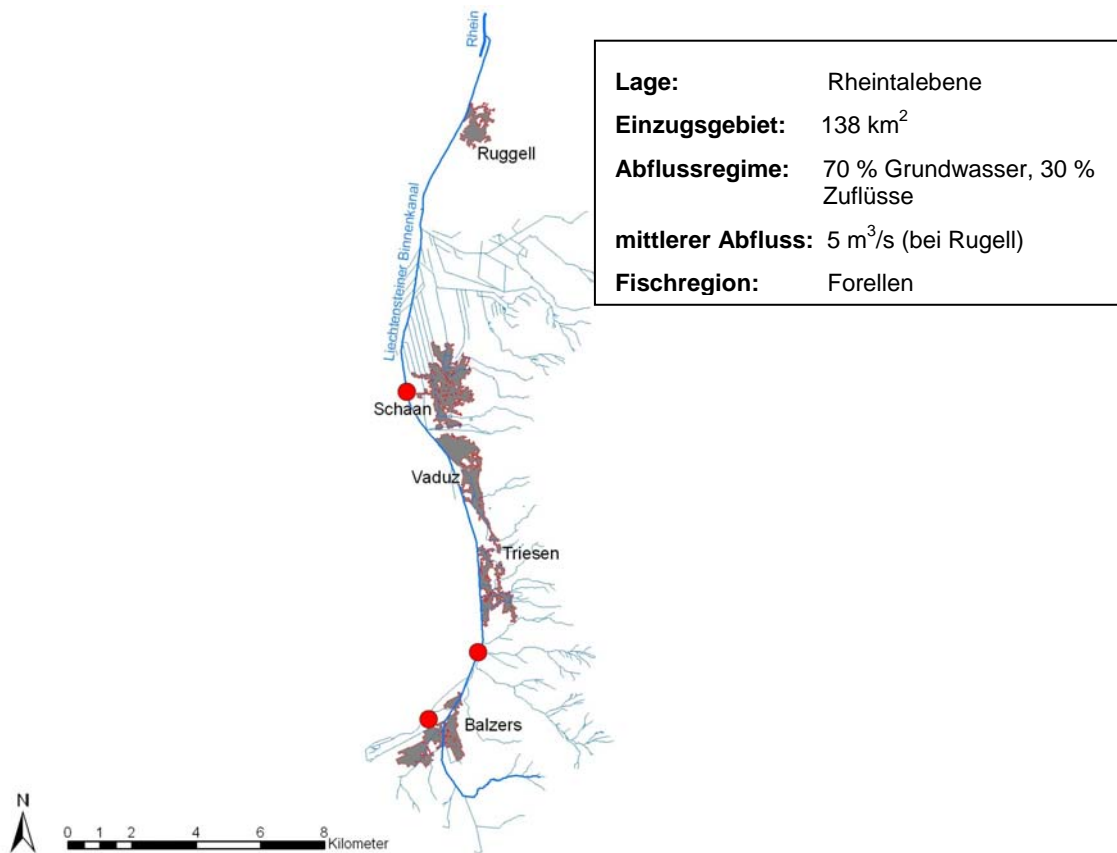 Rhein
Lage: Rheintalebene
Einzugsgebiet: 138 km²
Abflussregime: 70 % Grundwasser, 30 %
Zuflüsse
mittlerer Abfluss: 5 m³/s (bei Rugell)
Fischregion: Forellen
Ruggell
Liechtensteiner Binnenkanal
Schaan
Vaduz
Triesen
Balzers
N
0 1 2 4 6 8
Kilometer